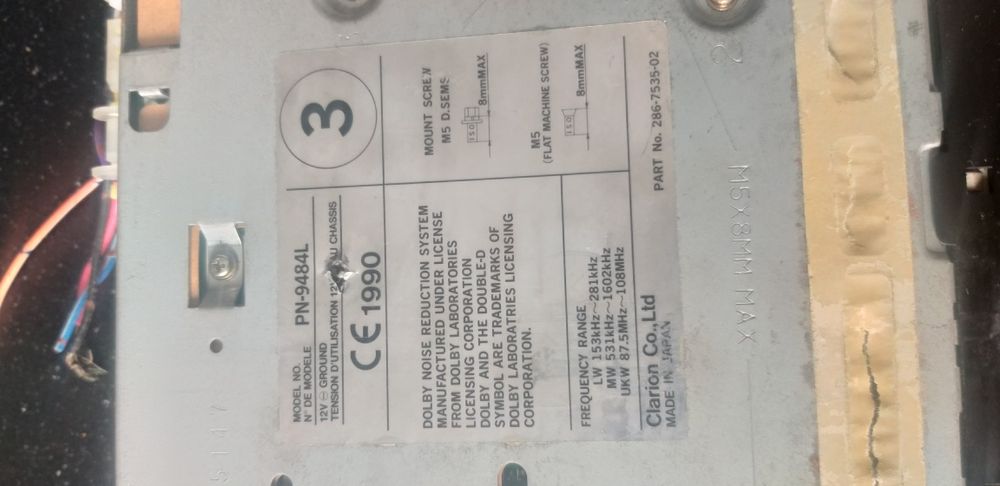 MODEL NO.
N° DE MODELE PN-9484L
12V ⊖ GROUND
TENSION D'UTILISATION CHASSIS
CE 1990
3
DOLBY NOISE REDUCTION SYSTEM
MANUFACTURED UNDER LICENSE
FROM DOLBY LABORATORIES
LICENSING CORPORATION
DOLBY AND THE DOUBLE-D
SYMBOL ARE TRADEMARKS OF
DOLBY LABORATRIES LICENSING
CORPORATION.
MOUNT SCREW
M5 D.SEMS
ISO
8mmMAX
M5
(FLAT MACHINE SCREW)
ISO
8mmMAX
FREQUENCY RANGE
LW 153kHz~281kHz
MW 531kHz~1602kHz
UKW 87.5MHz~108MHz
Clarion Co.,Ltd
MADE IN JAPAN
PART No. 286-7535-02
M5X8MM MAX
2